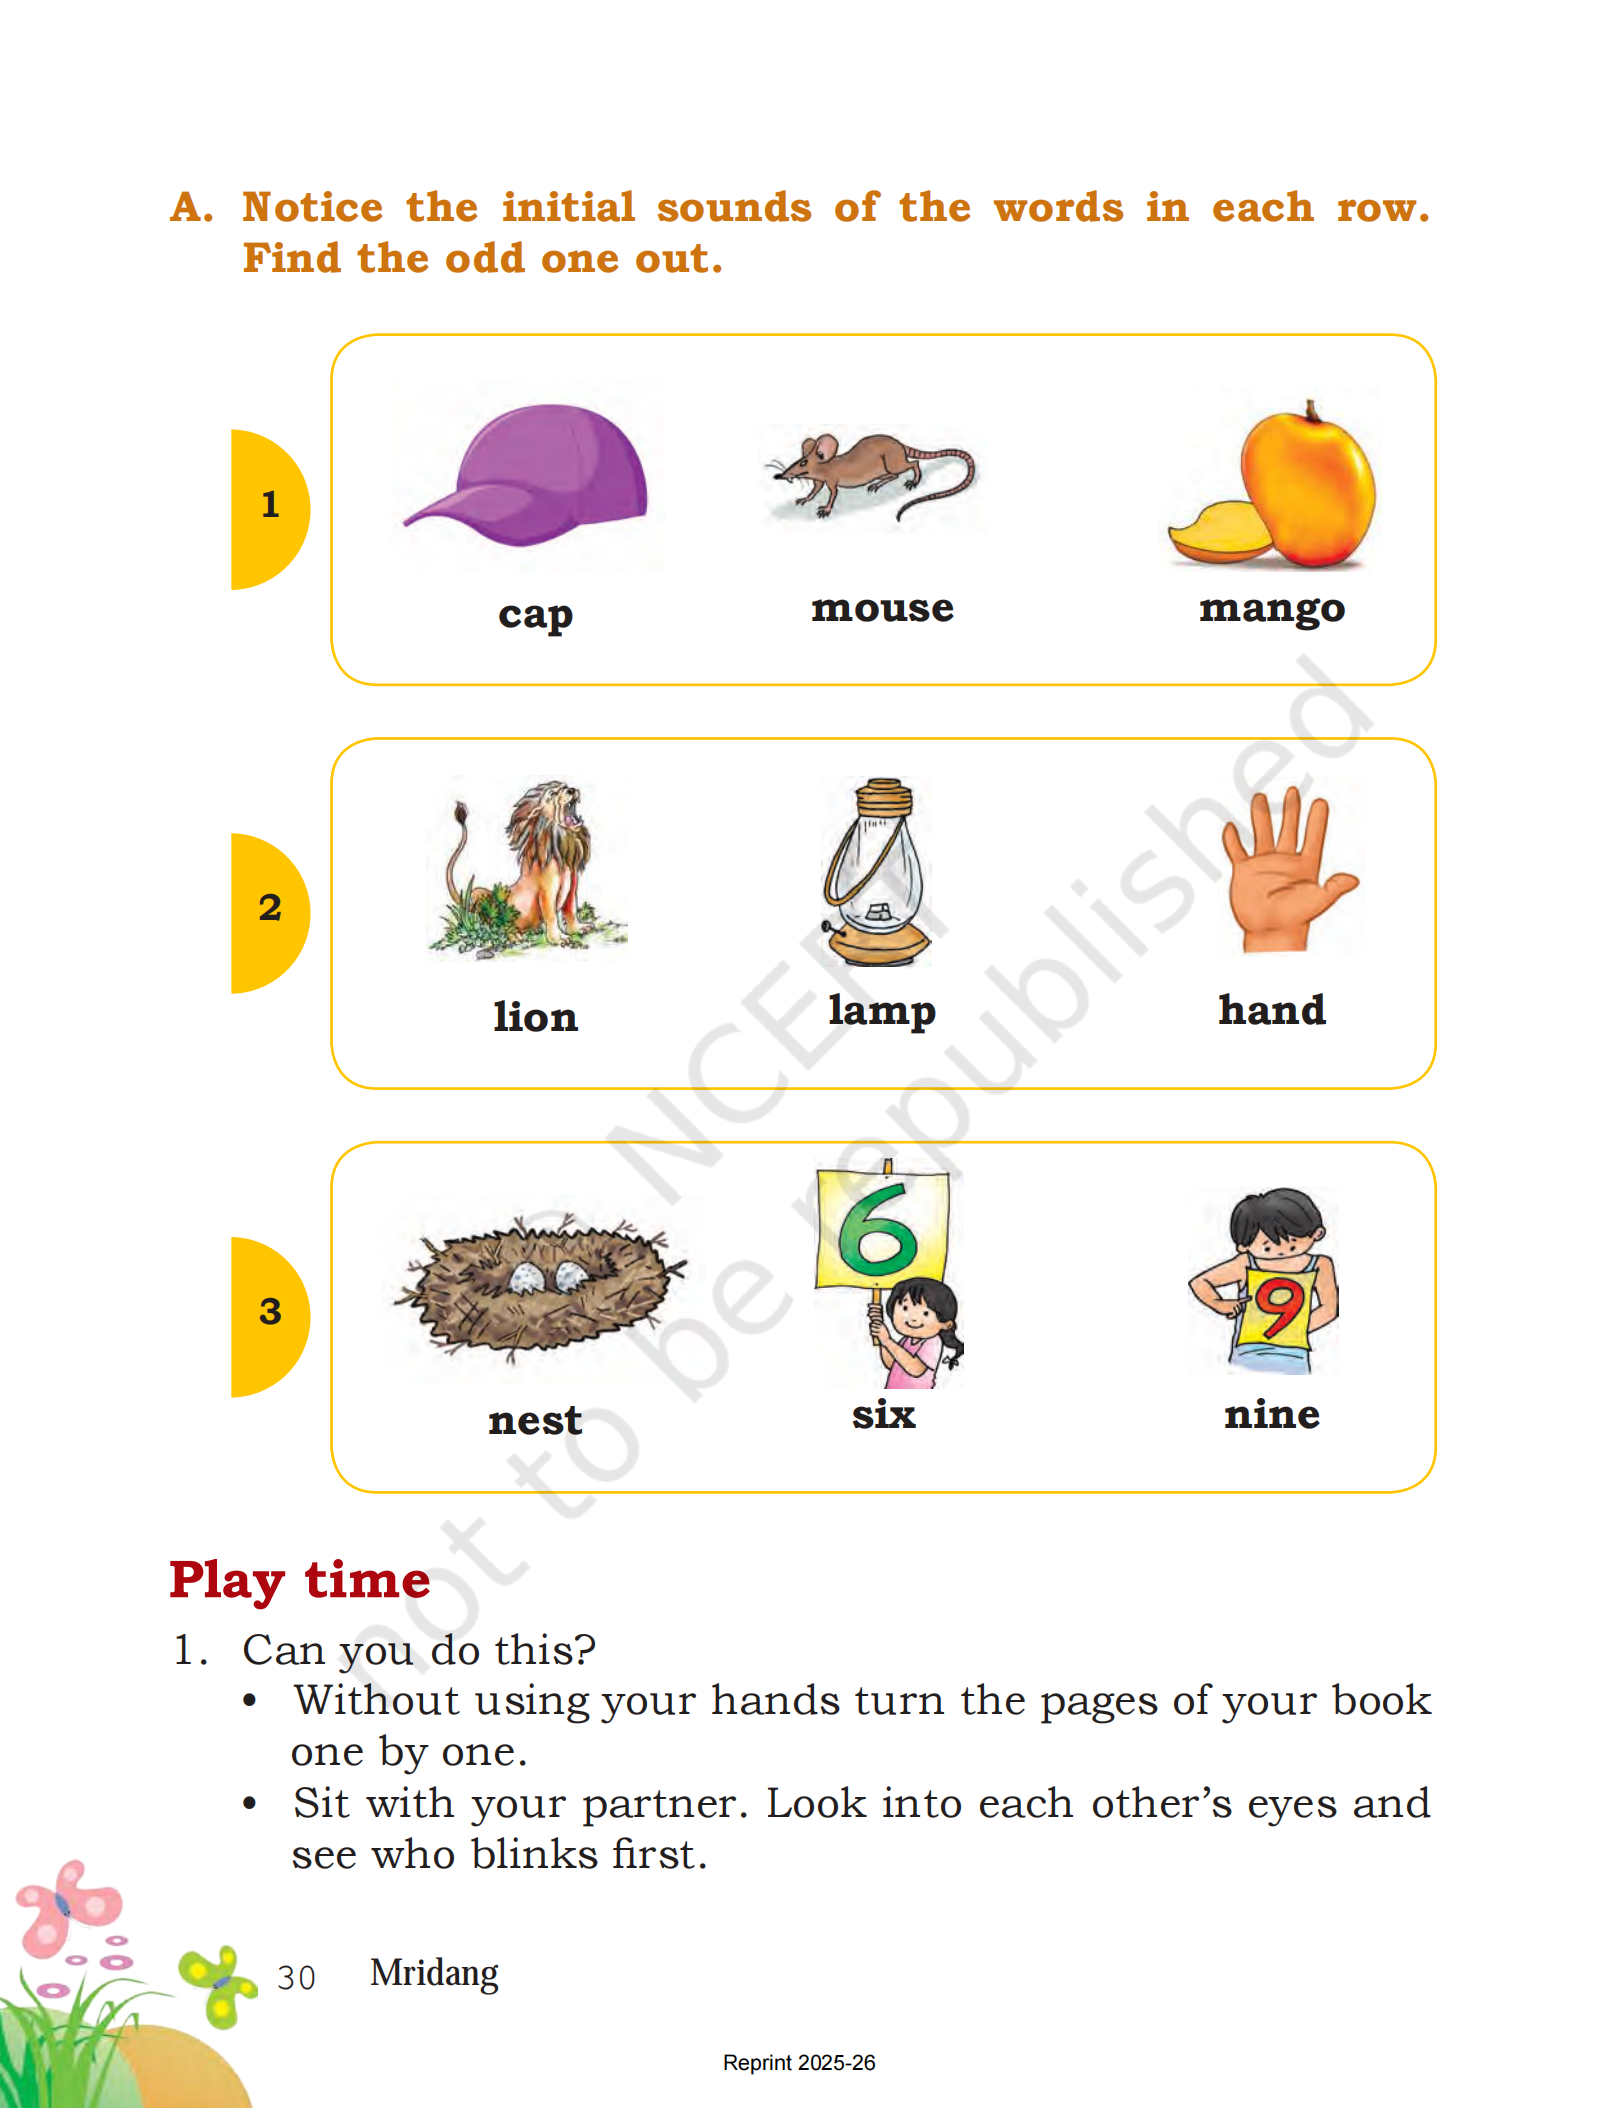 A. Notice the initial sounds of the words in each row.
Find the odd one out.
1
cap mouse mango
2
lion lamp hand
3
6
9
nest six nine
© NCERT
not to be republished
Play time
1. Can you do this?
• Without using your hands turn the pages of your book
one by one.
• Sit with your partner. Look into each other’s eyes and
see who blinks first.
30 Mridang
Reprint 2025-26